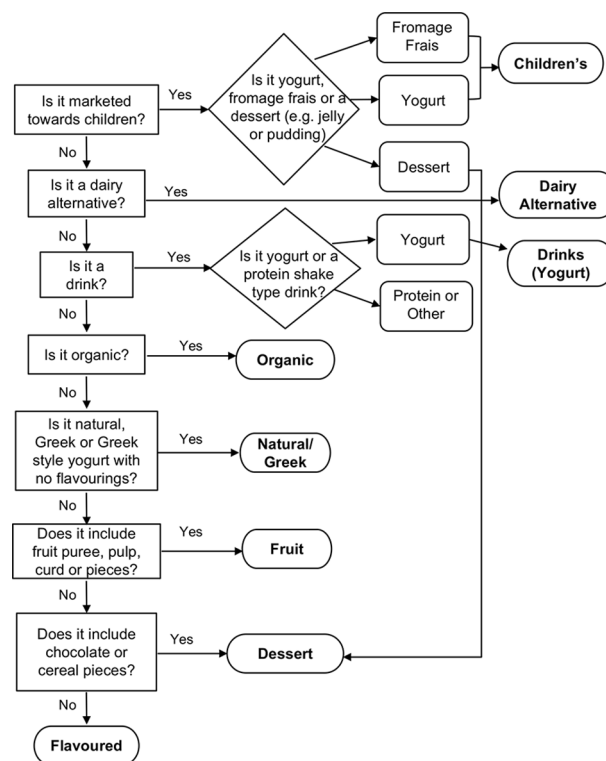 Fromage
Frais
Children's
Is it marketed
towards children?
Yes
Is it yogurt,
fromage frais or a
dessert (e.g. jelly
or pudding)
Yogurt
Dessert
No
Is it a dairy
alternative?
Yes
Dairy
Alternative
No
Is it a
drink?
Yes
Is it yogurt or a
protein shake
type drink?
Yogurt
Drinks
(Yogurt)
Protein or
Other
No
Is it organic?
Yes
Organic
No
Is it natural,
Greek or Greek
style yogurt with
no flavourings?
Yes
Natural/
Greek
No
Does it include
fruit puree, pulp,
curd or pieces?
Yes
Fruit
No
Does it include
chocolate or
cereal pieces?
Yes
Dessert
No
Flavoured